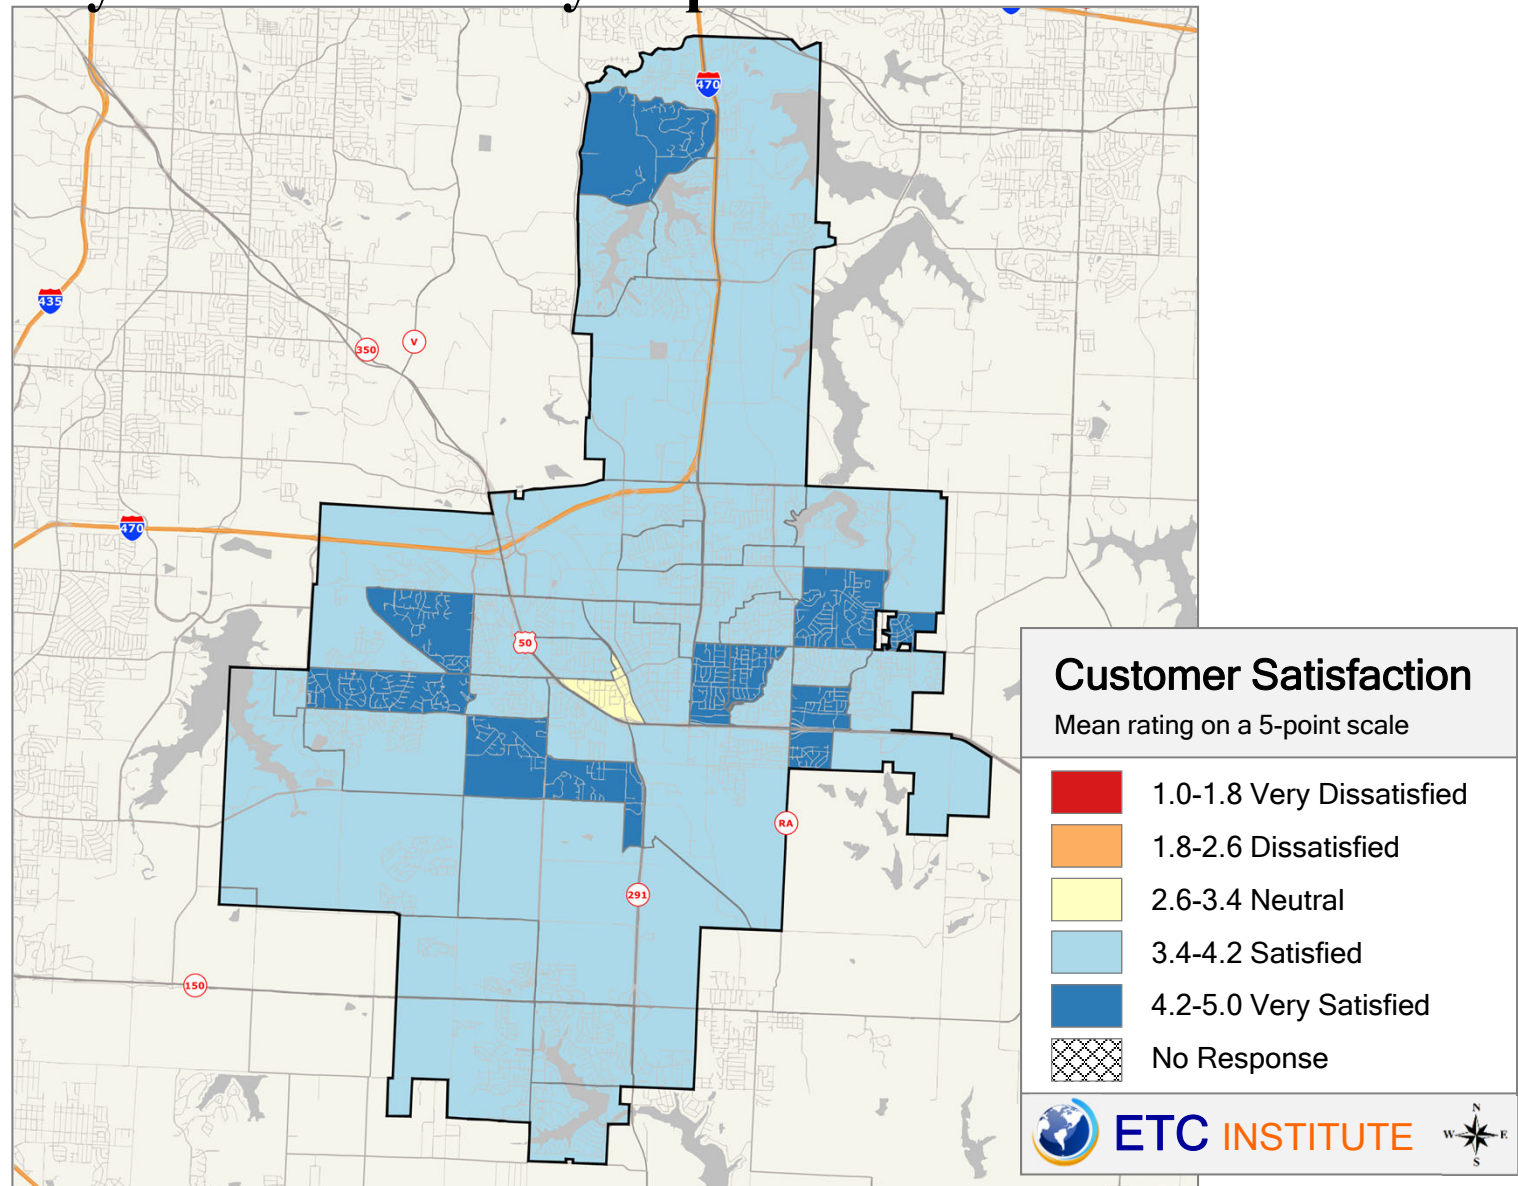 470
435
350
V
470
50
RA
291
150
Customer Satisfaction
Mean rating on a 5-point scale
1.0-1.8 Very Dissatisfied
1.8-2.6 Dissatisfied
2.6-3.4 Neutral
3.4-4.2 Satisfied
4.2-5.0 Very Satisfied
No Response
ETC INSTITUTE
N
W E
S